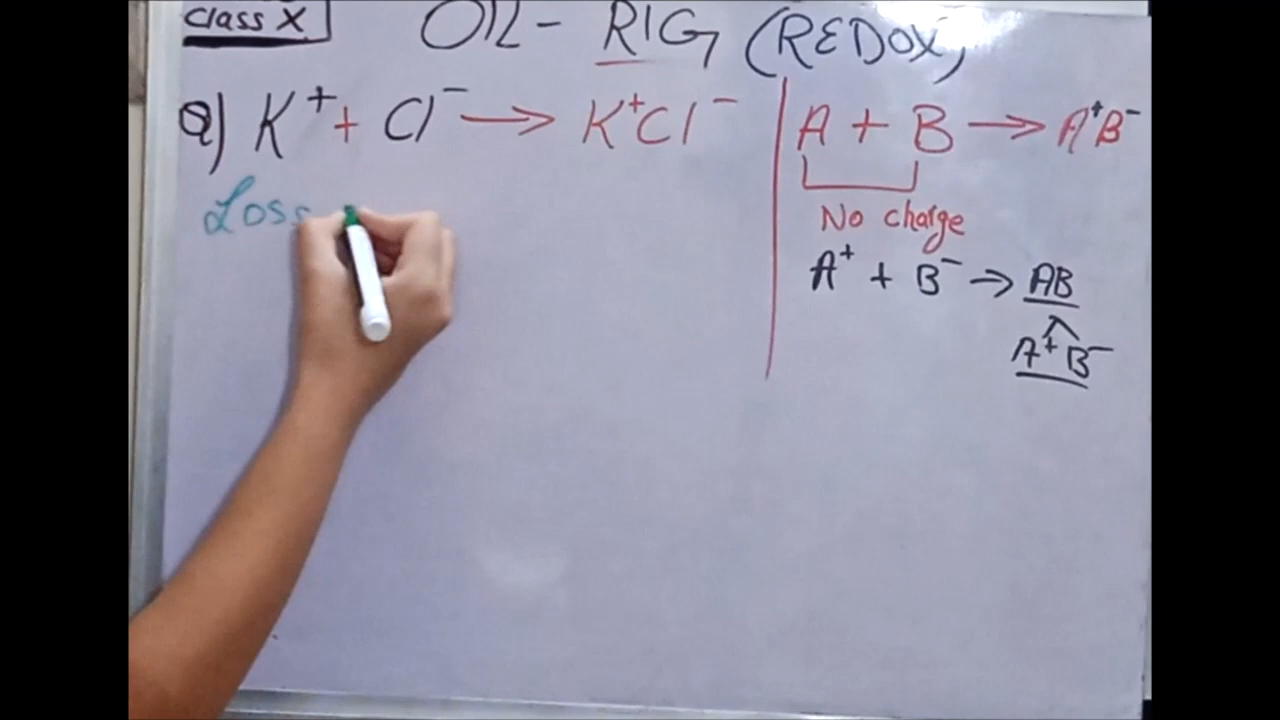 Class X
OIL - RIG (REDOX)
Q) K⁺ + Cl⁻ → K⁺Cl⁻
Loss
A + B → A⁺B⁻
No charge
A⁺ + B⁻ → AB
A⁺B⁻